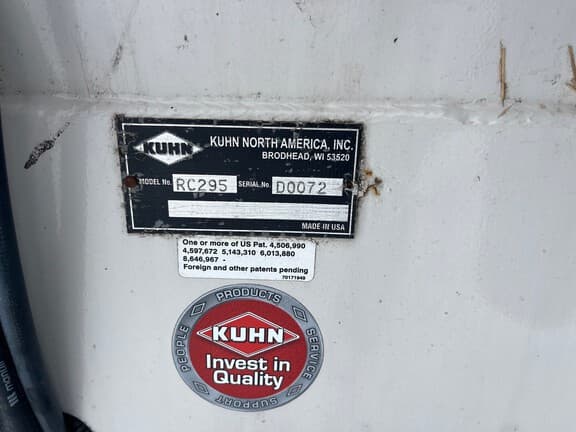 KUHN
KUHN NORTH AMERICA, INC.
BRODHEAD, WI 53520
MODEL No. RC295 SERIAL No. D0072
MADE IN USA
One or more of US Pat. 4,506,990
4,597,672 5,143,310 6,013,880
8,646,967 -
Foreign and other patents pending
70171949
PRODUCTS
PEOPLE
SERVICE
KUHN
Invest in
Quality
SUPPORT